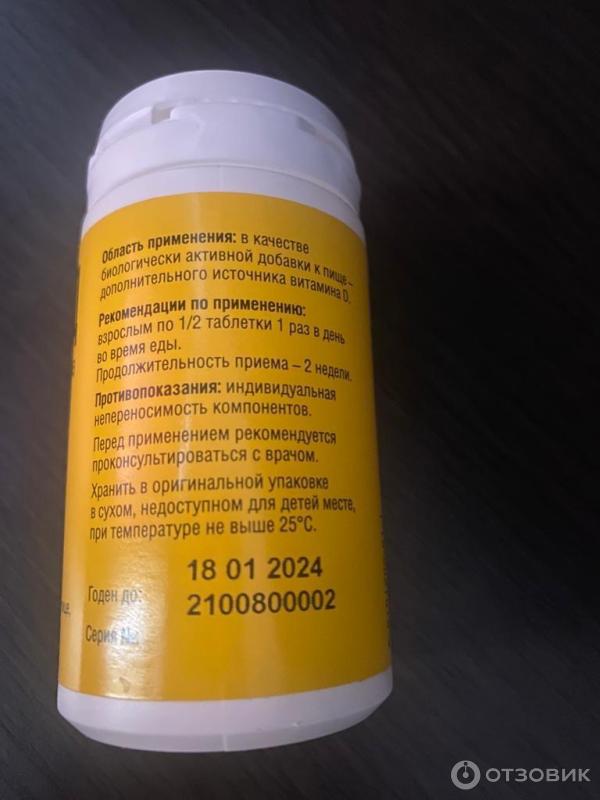 Область применения: в качестве
биологически активной добавки к пище –
дополнительного источника витамина D.
Рекомендации по применению:
взрослым по 1/2 таблетки 1 раз в день
во время еды.
Продолжительность приема – 2 недели.
Противопоказания: индивидуальная
непереносимость компонентов.
Перед применением рекомендуется
проконсультироваться с врачом.
Хранить в оригинальной упаковке
в сухом, недоступном для детей месте,
при температуре не выше 25°С.
Годен до: 18 01 2024
Серия №: 2100800002
ОТЗОВИК